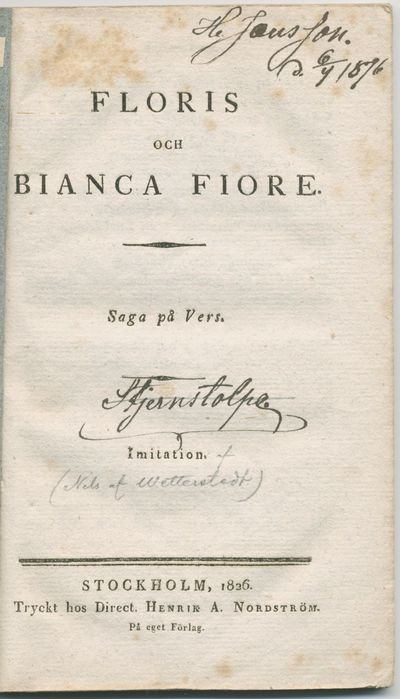 H. Jansson.
d. 6/4 1876
FLORIS
OCH
BIANCA FIORE.
Saga på Vers.
Stjernstolpe.
Imitation. af
(Nils af Wetterstedt)
STOCKHOLM, 1826.
Tryckt hos Direct. HENRIK A. NORDSTRÖM.
På eget Förlag.